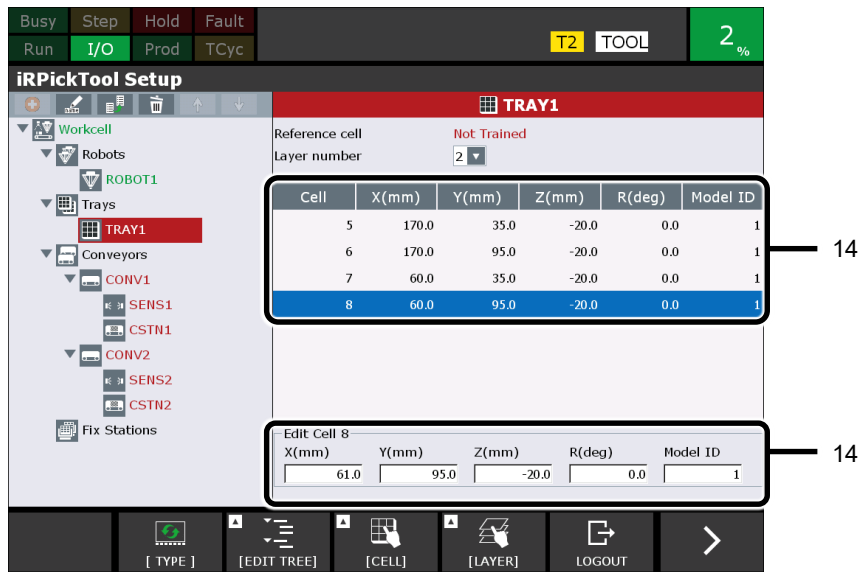 Busy Step Hold Fault
Run I/O Prod TCyc T2 TOOL 2%
iRPickTool Setup
TRAY1
Workcell
Robots
ROBOT1
Trays
TRAY1
Conveyors
CONV1
SENS1
CSTN1
CONV2
SENS2
CSTN2
Fix Stations
Reference cell Not Trained
Layer number 2
Cell X(mm) Y(mm) Z(mm) R(deg) Model ID
5 170.0 35.0 -20.0 0.0 1
6 170.0 95.0 -20.0 0.0 1
7 60.0 35.0 -20.0 0.0 1
8 60.0 95.0 -20.0 0.0 1
14
Edit Cell 8
X(mm) Y(mm) Z(mm) R(deg) Model ID
61.0 95.0 -20.0 0.0 1
14
[ TYPE ] [EDIT TREE] [CELL] [LAYER] LOGOUT